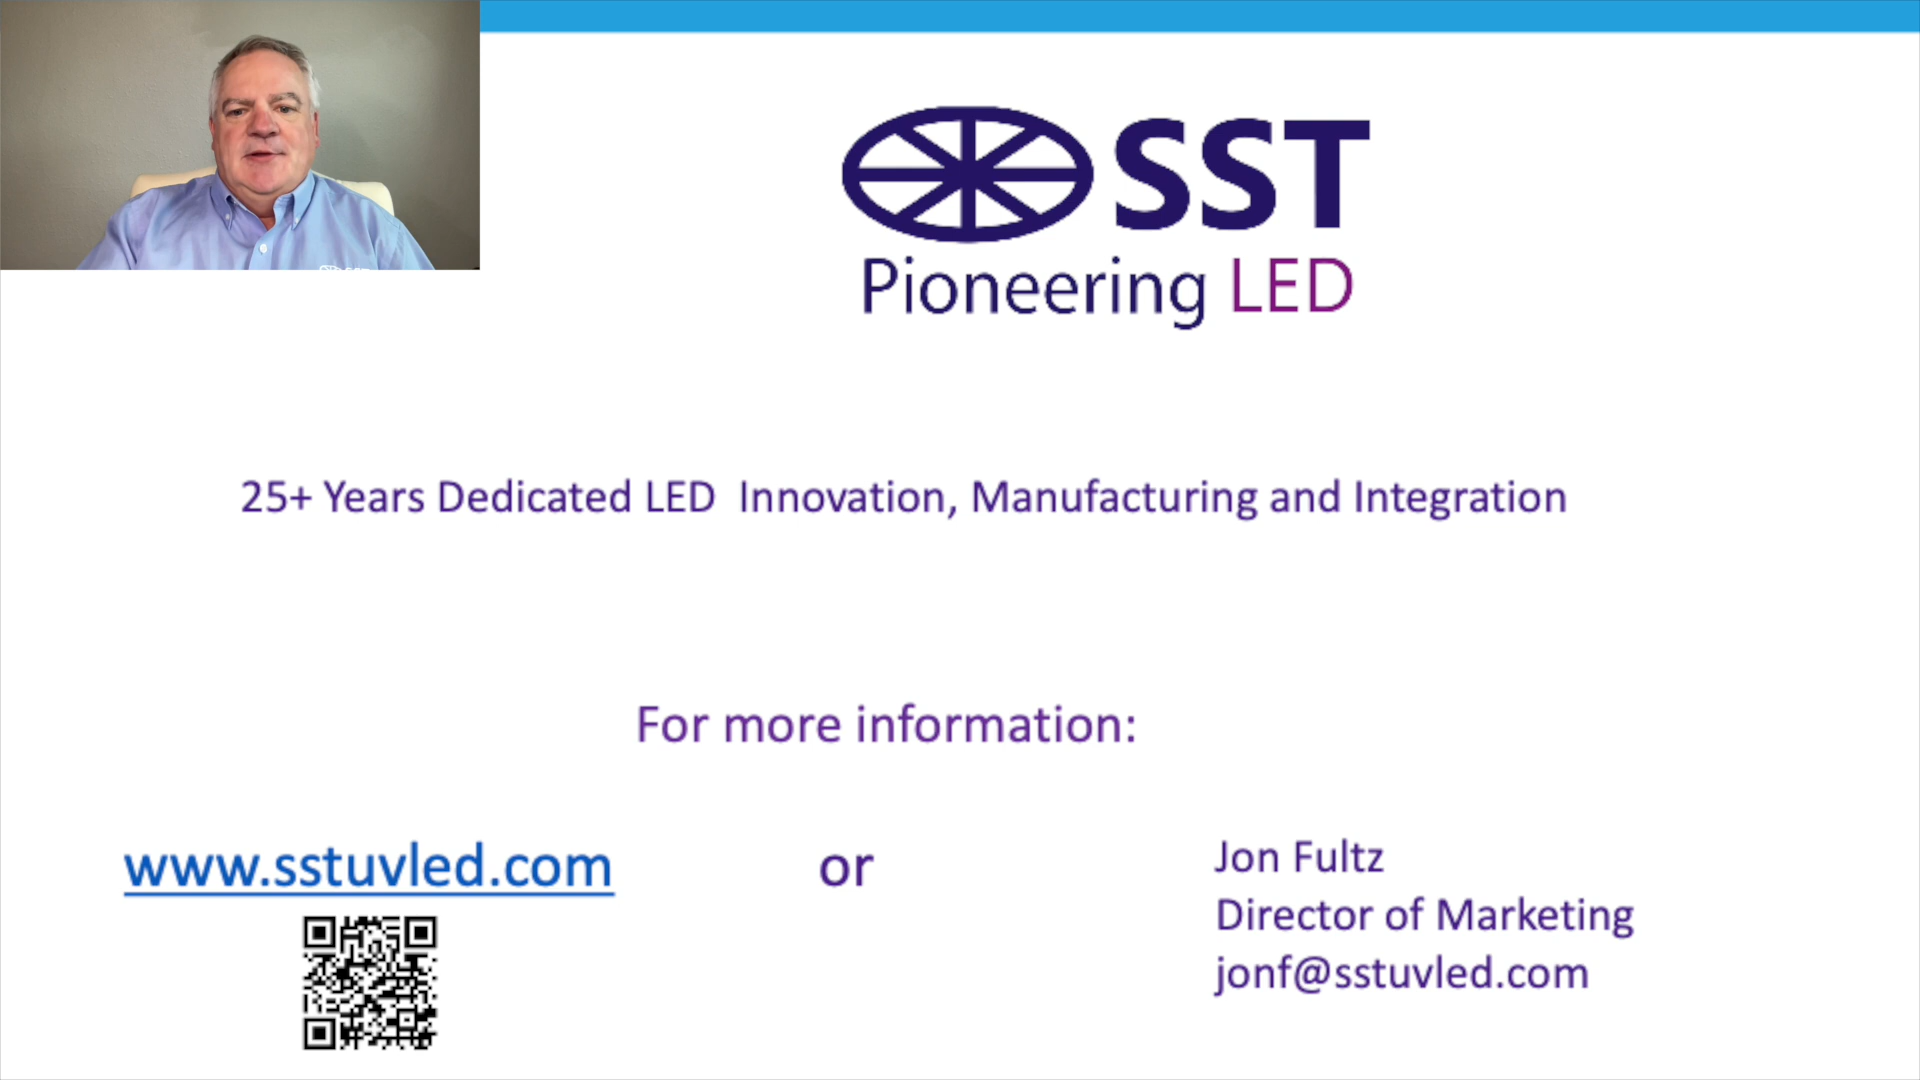 SST
Pioneering LED
25+ Years Dedicated LED Innovation, Manufacturing and Integration
For more information:
www.sstuvled.com
or
Jon Fultz
Director of Marketing
jonf@sstuvled.com